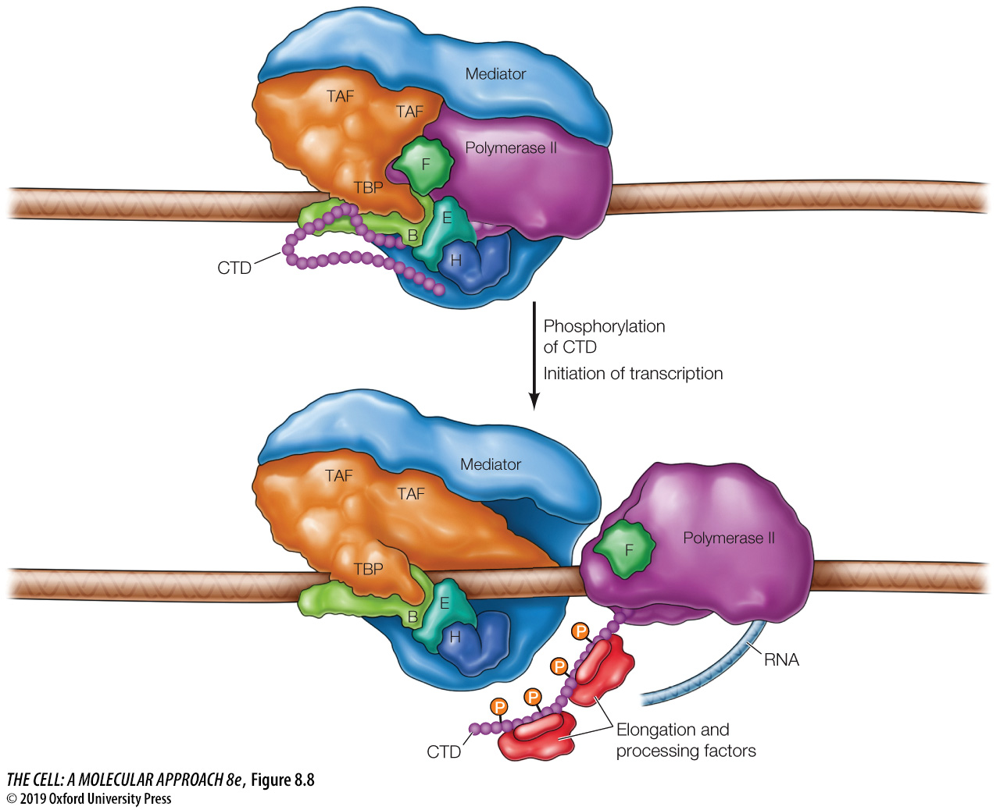 Mediator
TAF
TAF
Polymerase II
F
TBP
E
B
H
CTD
Phosphorylation
of CTD
Initiation of transcription
Mediator
TAF
TAF
Polymerase II
F
TBP
E
B
H
P
P
P
P
RNA
CTD
Elongation and
processing factors
THE CELL: A MOLECULAR APPROACH 8e, Figure 8.8
© 2019 Oxford University Press